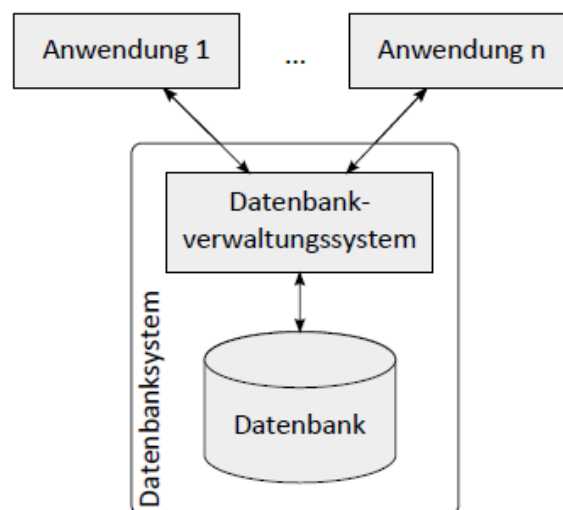 Anwendung 1
...
Anwendung n
Datenbank-
verwaltungssystem
Datenbanksystem
Datenbank